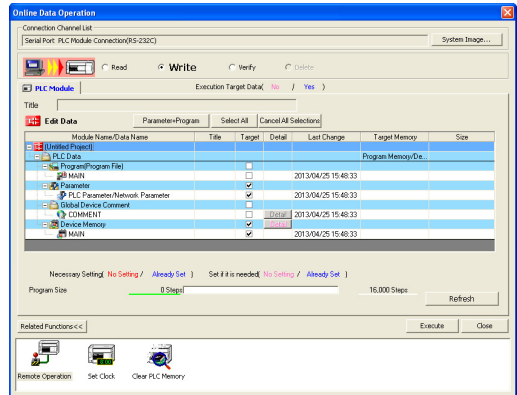 Online Data Operation
Connection Channel List
Serial Port PLC Module Connection(RS-232C)
System Image...
Read
Write
Verify
Delete
PLC Module
Execution Target Data( No / Yes )
Title
Edit Data
Parameter+Program
Select All
Cancel All Selections
Module Name/Data Name Title Target Detail Last Change Target Memory Size
(Untitled Project)
PLC Data Program Memory/De...
Program(Program File)
MAIN 2013/04/25 15:48:33
Parameter
PLC Parameter/Network Parameter 2013/04/25 15:48:33
Global Device Comment
COMMENT Detail 2013/04/25 15:48:33
Device Memory Detail
MAIN 2013/04/25 15:48:33
Necessary Setting( No Setting / Already Set ) Set if it is needed( No Setting / Already Set )
Program Size 0 Steps 16,000 Steps
Refresh
Related Functions<<
Execute
Close
Remote Operation
Set Clock
Clear PLC Memory